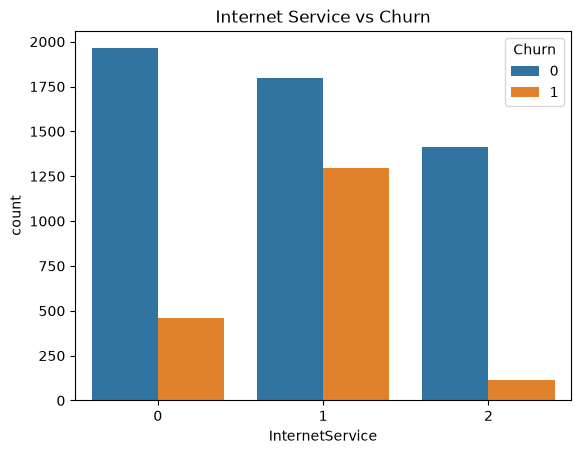 Internet Service vs Churn
Churn
0
1
2000
1750
1500
1250
1000
750
500
250
0
count
0 1 2
InternetService